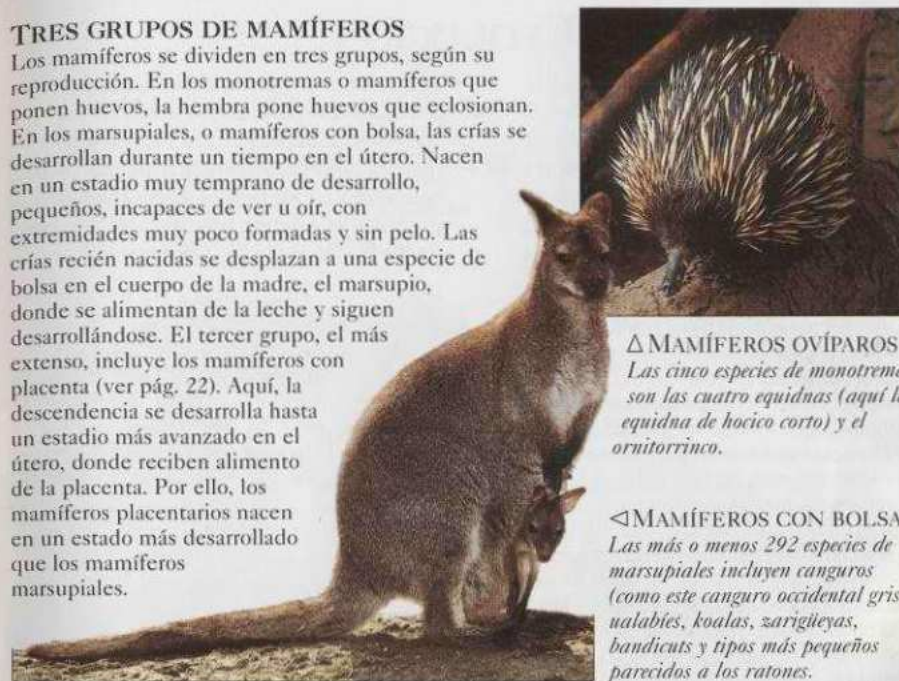 TRES GRUPOS DE MAMÍFEROS
Los mamíferos se dividen en tres grupos, según su
reproducción. En los monotremas o mamíferos que
ponen huevos, la hembra pone huevos que eclosionan.
En los marsupiales, o mamíferos con bolsa, las crías se
desarrollan durante un tiempo en el útero. Nacen
en un estadio muy temprano de desarrollo,
pequeños, incapaces de ver u oír, con
extremidades muy poco formadas y sin pelo. Las
crías recién nacidas se desplazan a una especie de
bolsa en el cuerpo de la madre, el marsupio,
donde se alimentan de la leche y siguen
desarrollándose. El tercer grupo, el más
extenso, incluye los mamíferos con
placenta (ver pág. 22). Aquí, la
descendencia se desarrolla hasta
un estadio más avanzado en el
útero, donde reciben alimento
de la placenta. Por ello, los
mamíferos placentarios nacen
en un estado más desarrollado
que los mamíferos
marsupiales.
△ MAMÍFEROS OVÍPAROS
Las cinco especies de
son las cuatro equidnas (aquí
equidna de hocico corto) y el
ornitorrinco.
◁ MAMÍFEROS CON BOLSA
Las más o menos 292 especies de
marsupiales incluyen canguros
(como este canguro occidental gris
ualabíes, koalas, zarigüeyas,
bandicuts y tipos más pequeños
parecidos a los ratones.